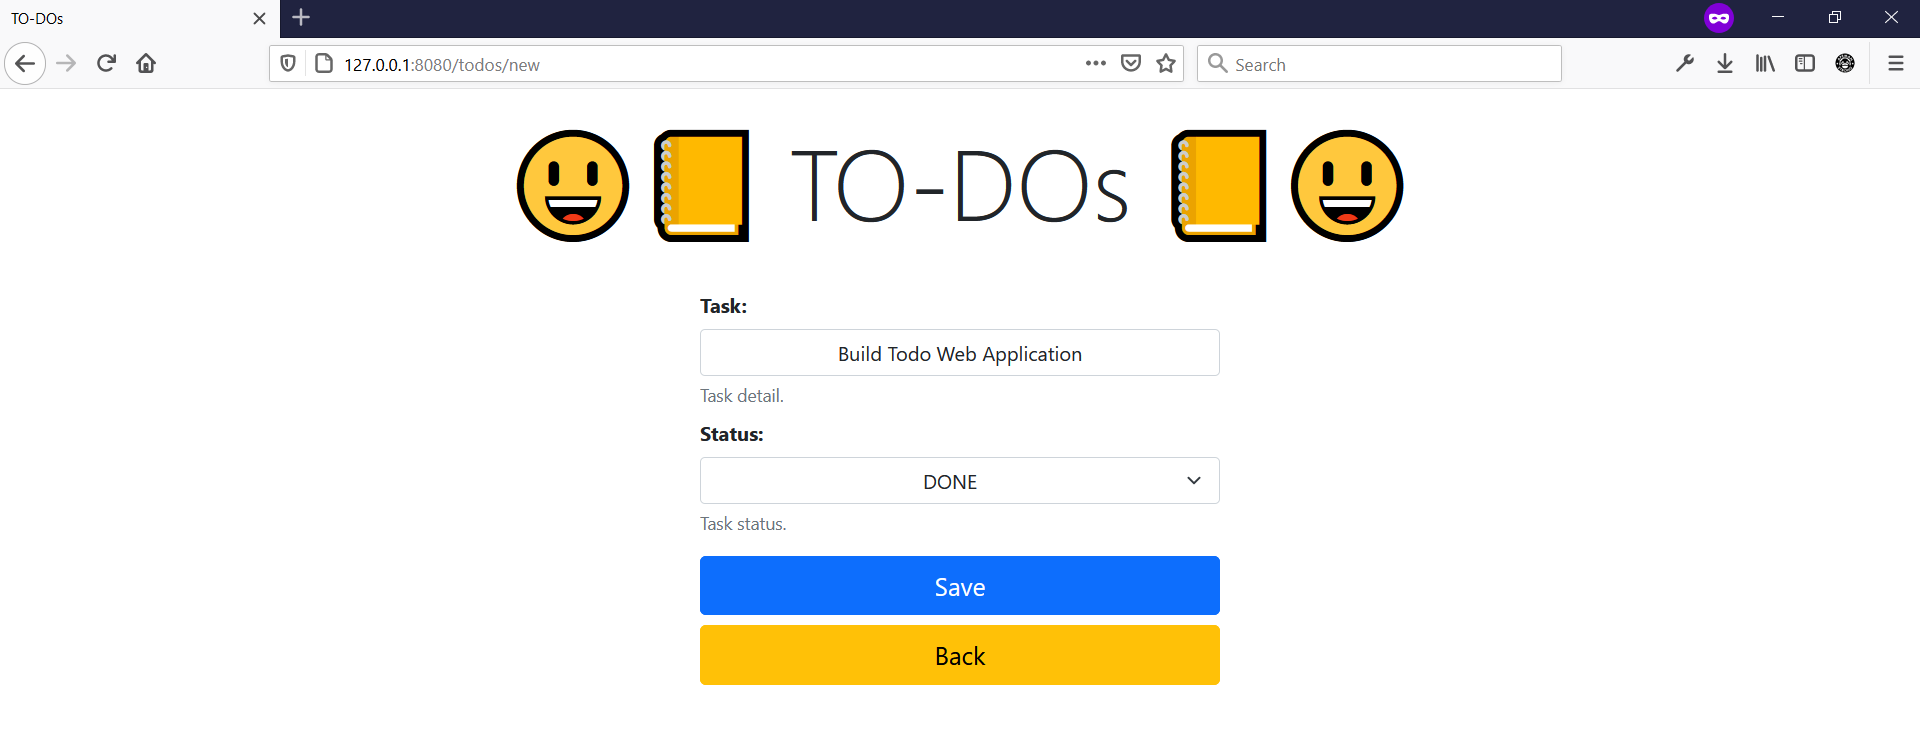 TO-DOs
127.0.0.1:8080/todos/new
Search
TO-DOs
Task:
Build Todo Web Application
Task detail.
Status:
DONE
Task status.
Save
Back